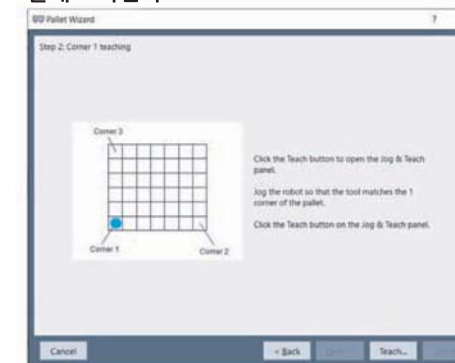 Pallet Wizard
?
Step 2: Corner 1 teaching
Corner 3
Click the Teach button to open the Jog & Teach
panel.
Jog the robot so that the tool matches the 1
corner of the pallet.
Click the Teach button on the Jog & Teach panel.
Corner 1
Corner 2
Cancel
< Back
Teach...